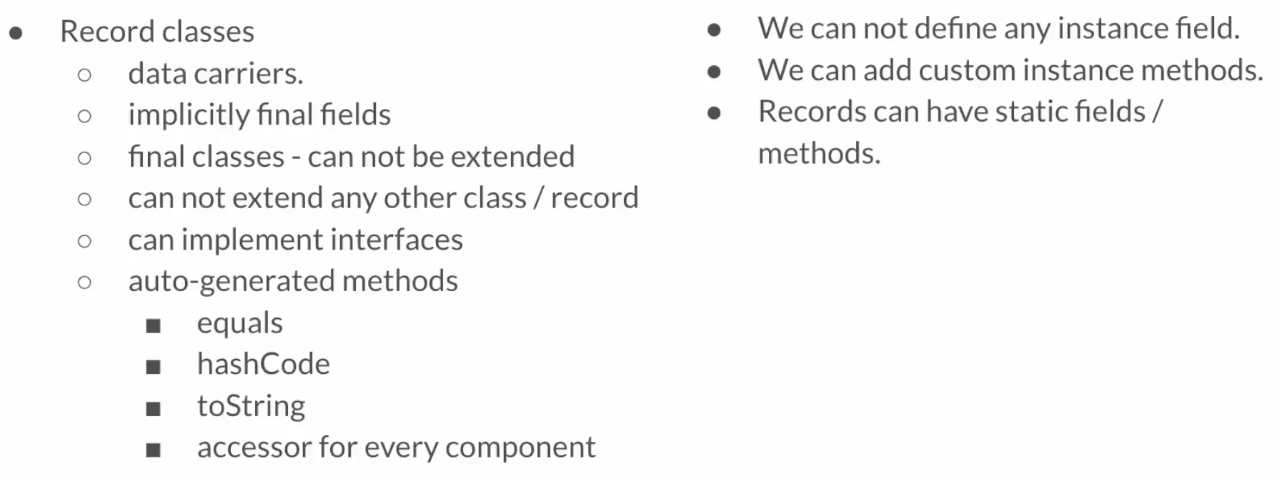 ● Record classes
○ data carriers.
○ implicitly final fields
○ final classes - can not be extended
○ can not extend any other class / record
○ can implement interfaces
○ auto-generated methods
■ equals
■ hashCode
■ toString
■ accessor for every component
● We can not define any instance field.
● We can add custom instance methods.
● Records can have static fields /
methods.